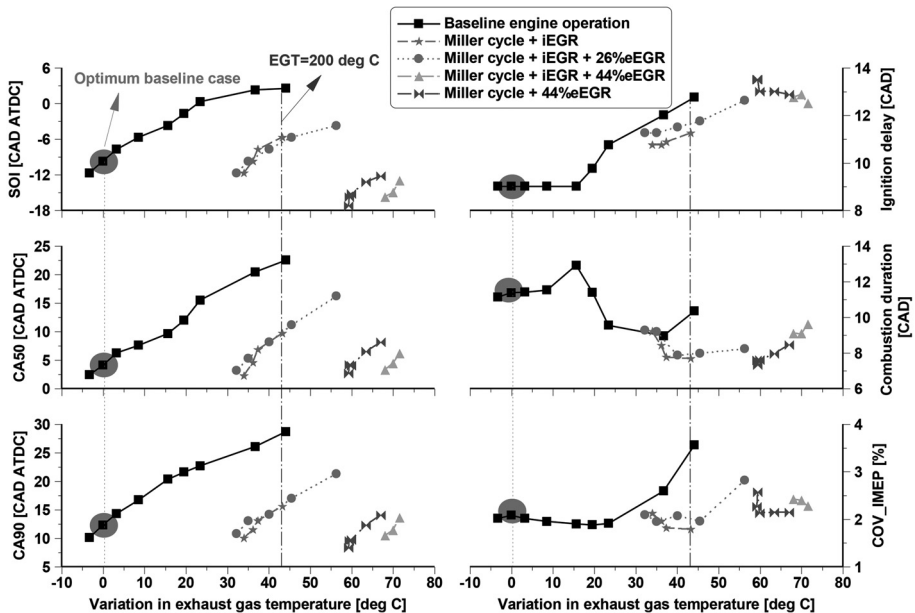 Baseline engine operation
Miller cycle + iEGR
Miller cycle + iEGR + 26%eEGR
Miller cycle + iEGR + 44%eEGR
Miller cycle + 44%eEGR
Optimum baseline case
EGT=200 deg C
SOI [CAD ATDC]
6
0
-6
-12
-18
Ignition delay [CAD]
14
12
10
8
CA50 [CAD ATDC]
25
20
15
10
5
0
Combustion duration
[CAD]
14
12
10
8
6
CA90 [CAD ATDC]
30
25
20
15
10
5
COV_IMEP [%]
4
3
2
1
-10 0 10 20 30 40 50 60 70 80
Variation in exhaust gas temperature [deg C]
-10 0 10 20 30 40 50 60 70 80
Variation in exhaust gas temperature [deg C]